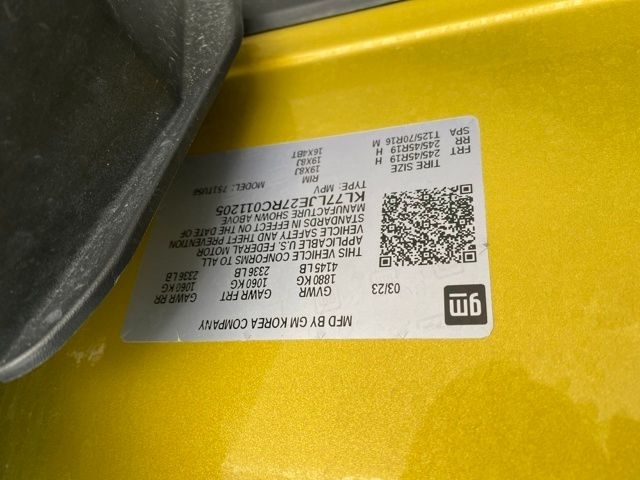 MFD BY GM KOREA COMPANY
gm
03/23
GVWR
1880 KG
4145 LB
GAWR FRT
1060 KG
2336 LB
GAWR RR
1060 KG
2336 LB
THIS VEHICLE CONFORMS TO ALL
APPLICABLE U.S. FEDERAL MOTOR
VEHICLE SAFETY AND THEFT PREVENTION
STANDARDS IN EFFECT ON THE DATE OF
MANUFACTURE SHOWN ABOVE
KL77LJE27RC011205
TYPE: MPV MODEL: 
TIRE SIZE RIM
FRT 245/45R19 H 19X8J
RR 245/45R19 H 19X8J
SPA T125/70R16 M 16X4BT